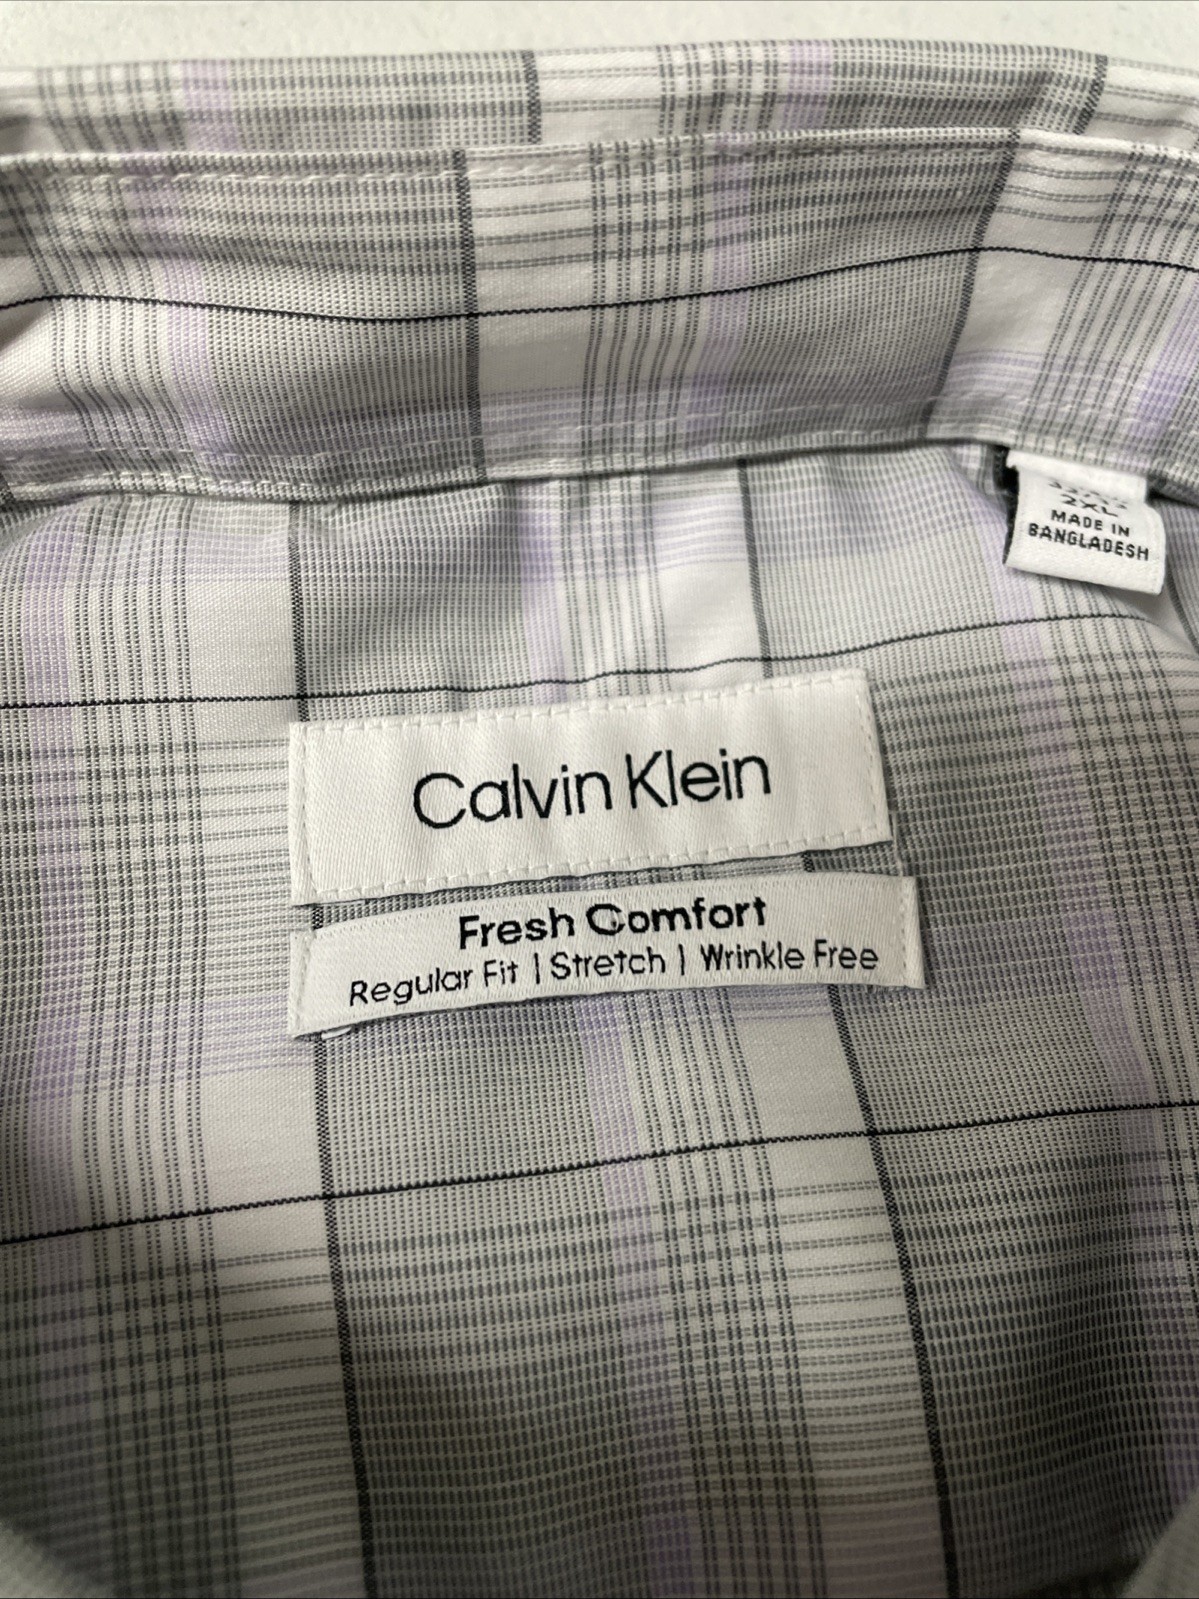 2XL
MADE IN
BANGLADESH
Calvin Klein
Fresh Comfort
Regular Fit | Stretch | Wrinkle Free